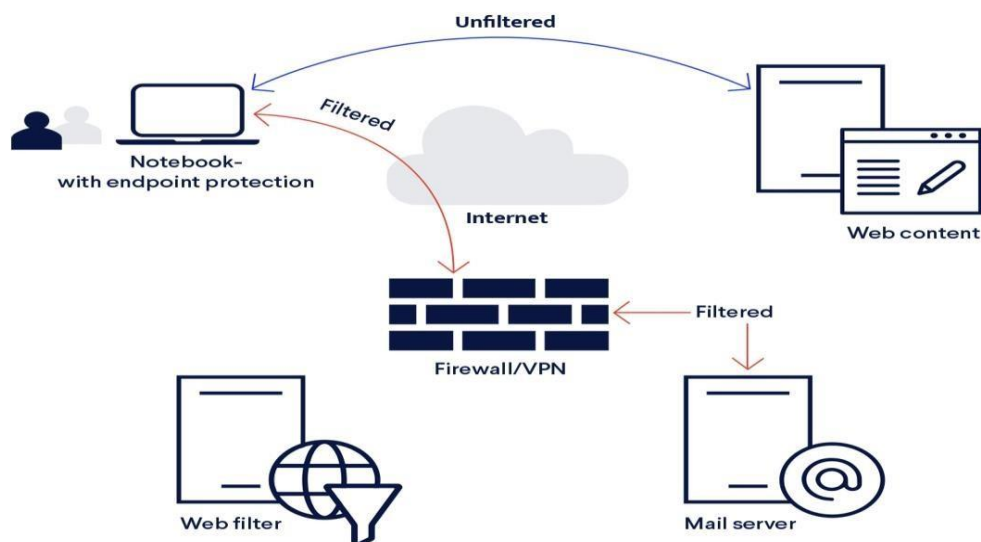 Unfiltered
Filtered
Notebook-
with endpoint protection
Internet
Web content
Filtered
Firewall/VPN
Web filter
Mail server